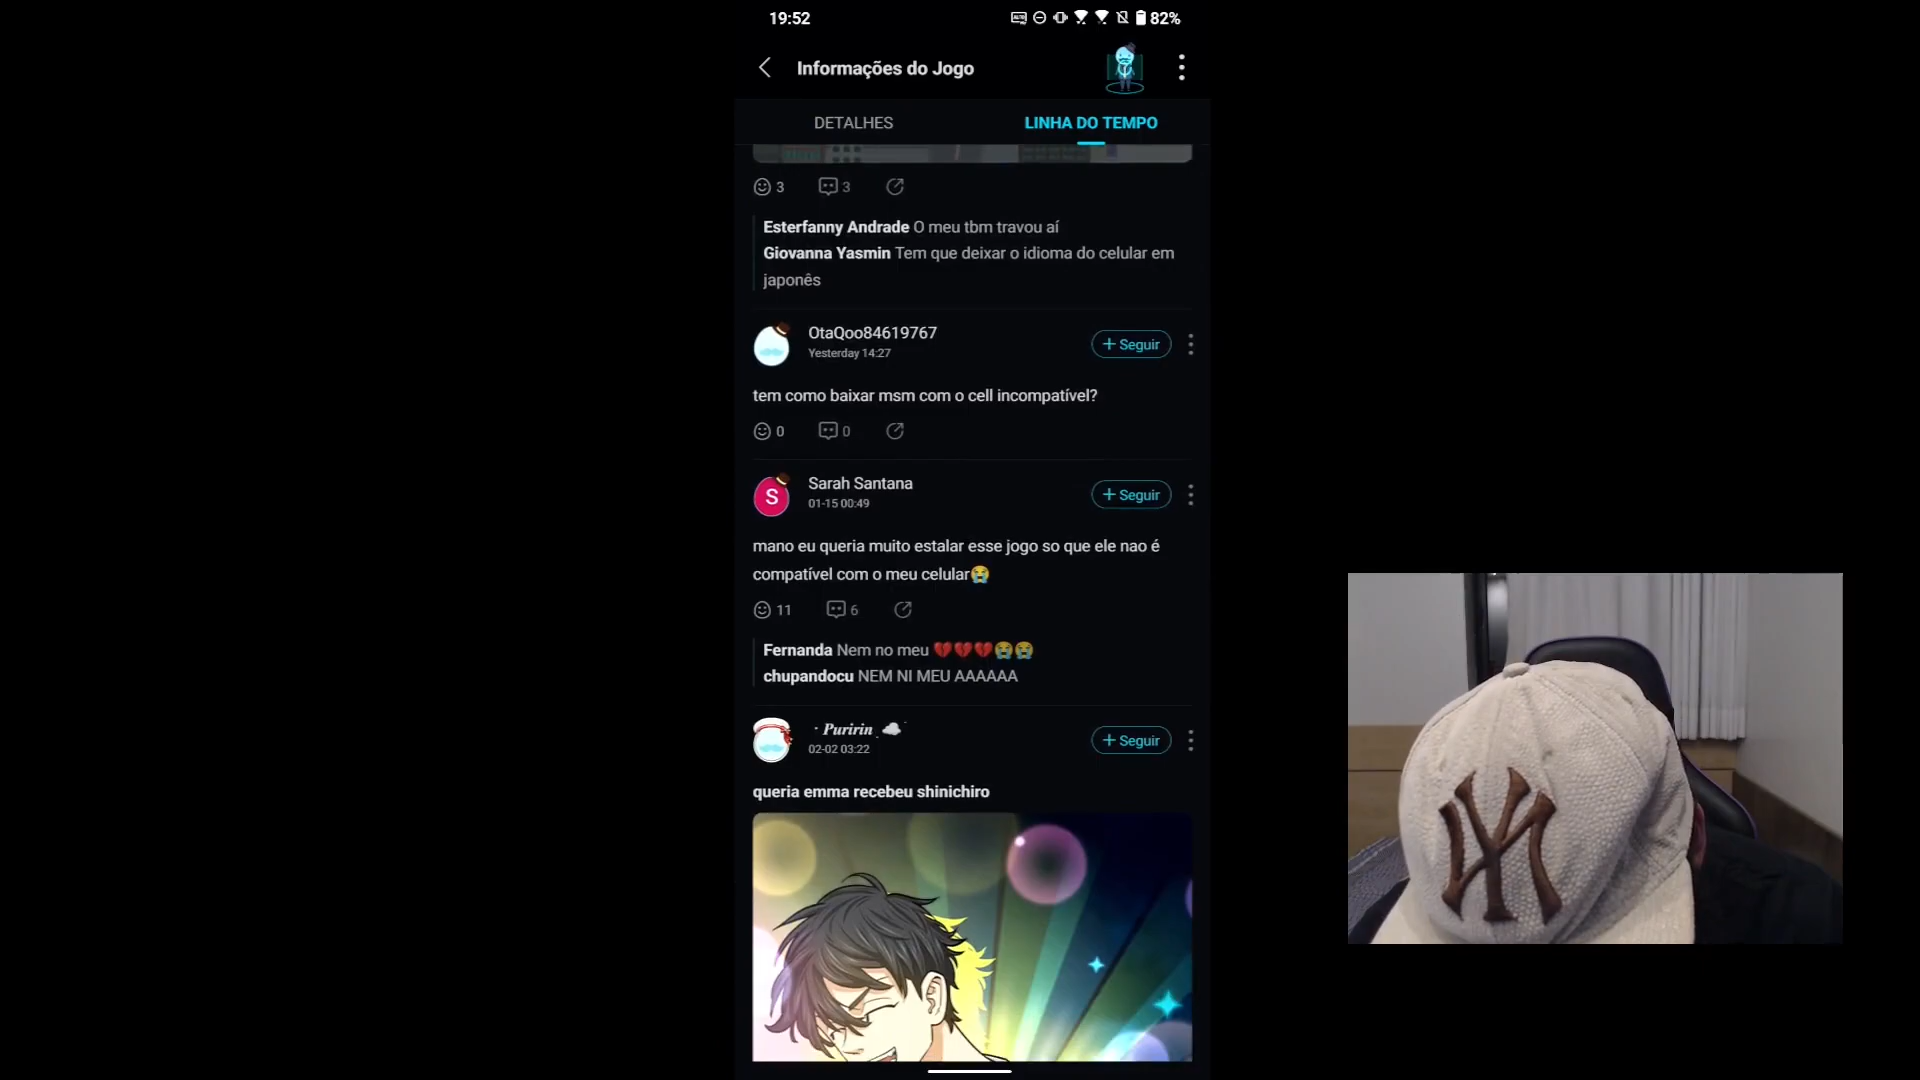 19:52
82%
Informações do Jogo
DETALHES
LINHA DO TEMPO
3
3
Esterfanny Andrade O meu tbm travou aí
Giovanna Yasmin Tem que deixar o idioma do celular em
japonês
OtaQoo84619767
Yesterday 14:27
+ Seguir
tem como baixar msm com o cell incompatível?
0
0
S
Sarah Santana
01-15 00:49
+ Seguir
mano eu queria muito estalar esse jogo so que ele nao é
compatível com o meu celular😭
11
6
Fernanda Nem no meu 💔💔💔😭😭
chupandocu NEM NI MEU AAAAAA
· Puririn ☁️
02-02 03:22
+ Seguir
queria emma recebeu shinichiro
NY